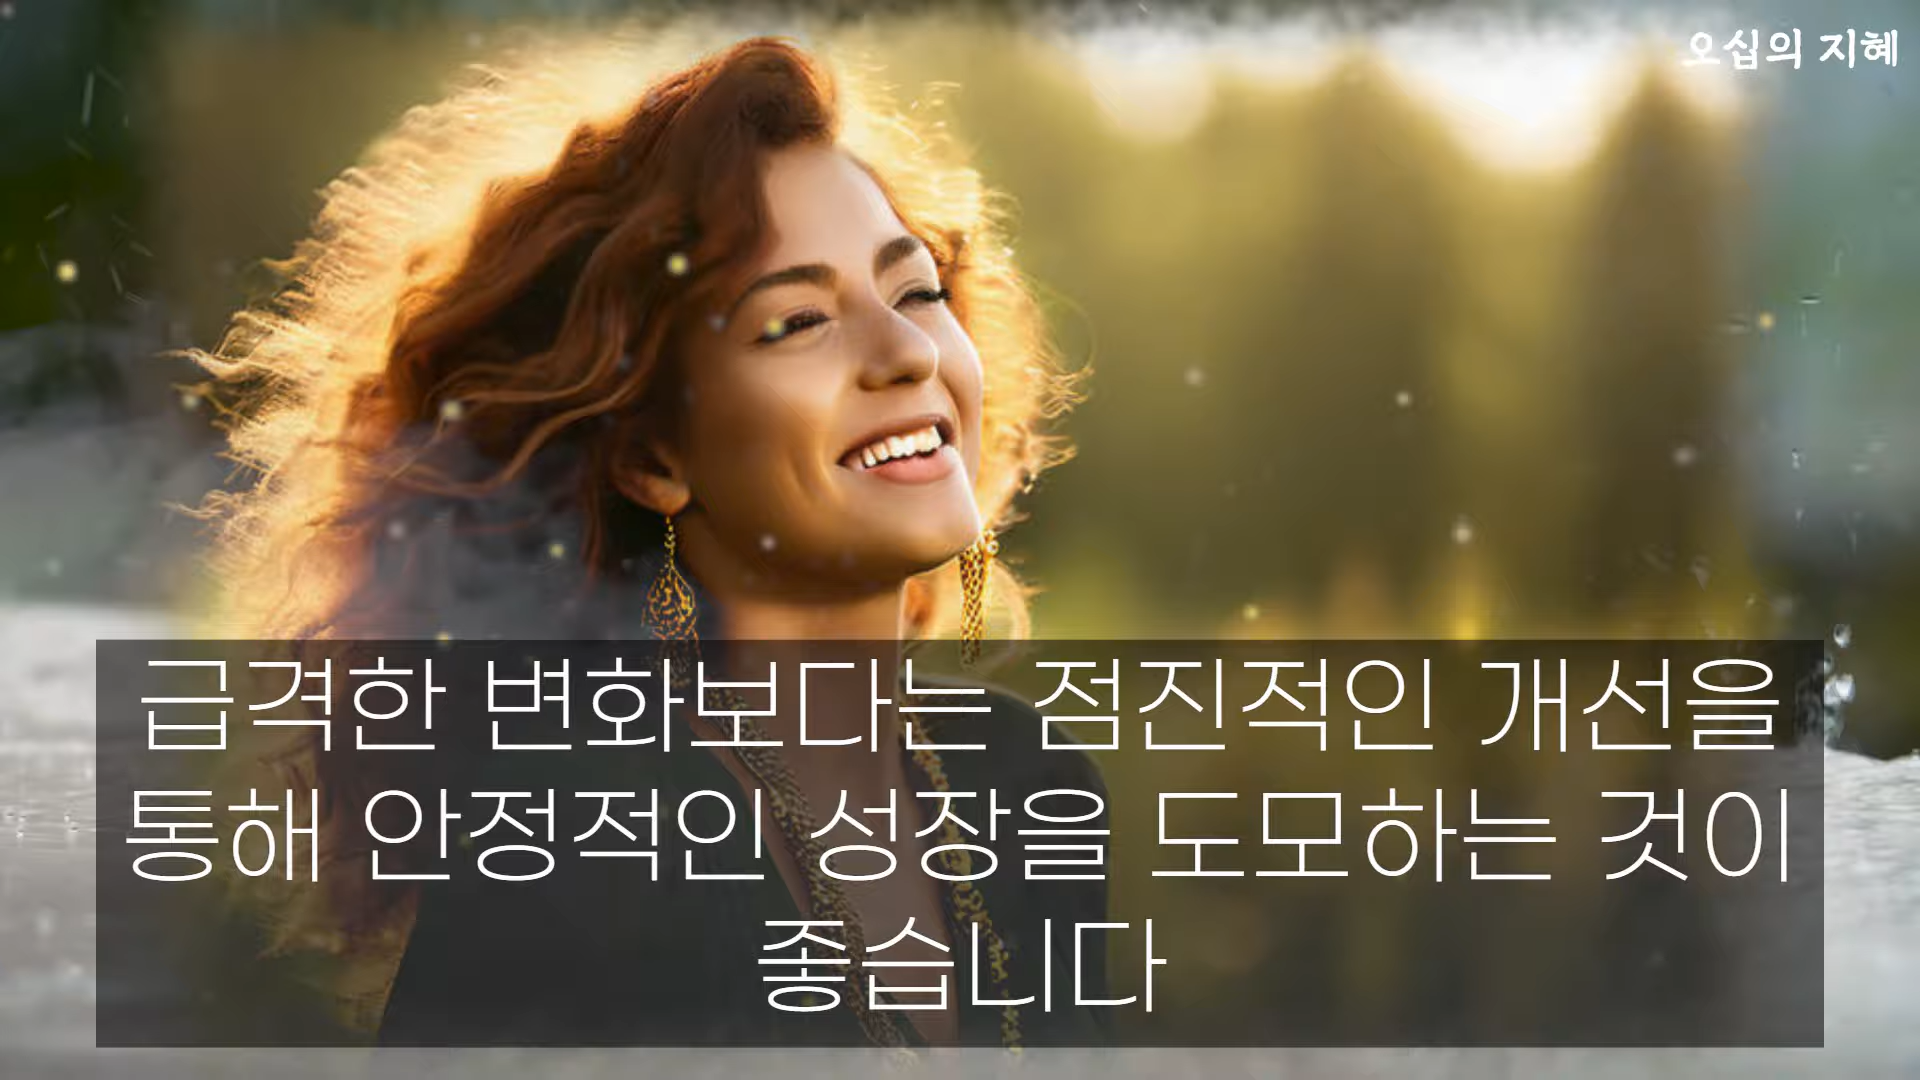 오십의 지혜
급격한 변화보다는 점진적인 개선을
통해 안정적인 성장을 도모하는 것이
좋습니다